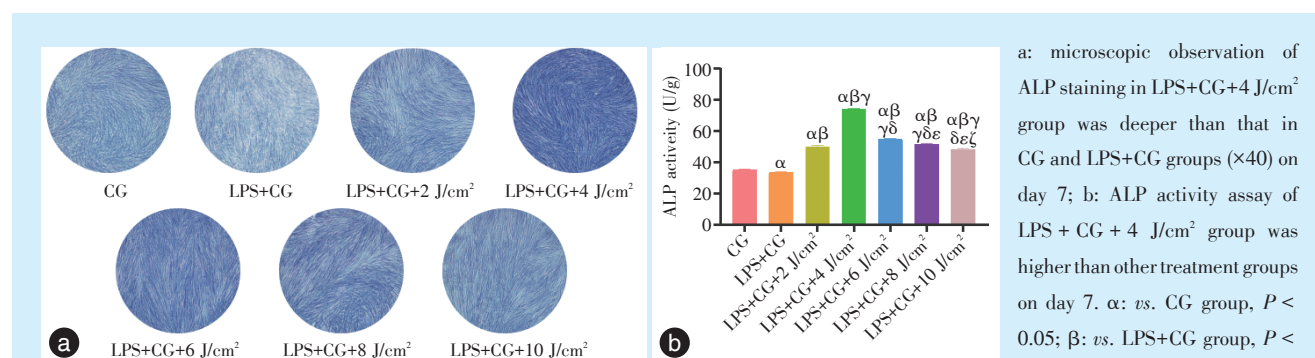 CG
LPS+CG
LPS+CG+2 J/cm²
LPS+CG+4 J/cm²
LPS+CG+6 J/cm²
LPS+CG+8 J/cm²
LPS+CG+10 J/cm²
a
b
ALP activity (U/g)
100
80
60
40
20
0
α
αβ
αβγ
αβ
γδ
αβ
γδε
αβγ
δεζ
CG
LPS+CG
LPS+CG+2 J/cm²
LPS+CG+4 J/cm²
LPS+CG+6 J/cm²
LPS+CG+8 J/cm²
LPS+CG+10 J/cm²
a: microscopic observation of
ALP staining in LPS+CG+4 J/cm²
group was deeper than that in
CG and LPS+CG groups (×40) on
day 7; b: ALP activity assay of
LPS + CG + 4 J/cm² group was
higher than other treatment groups
on day 7. α: vs. CG group, P <
0.05; β: vs. LPS+CG group, P <